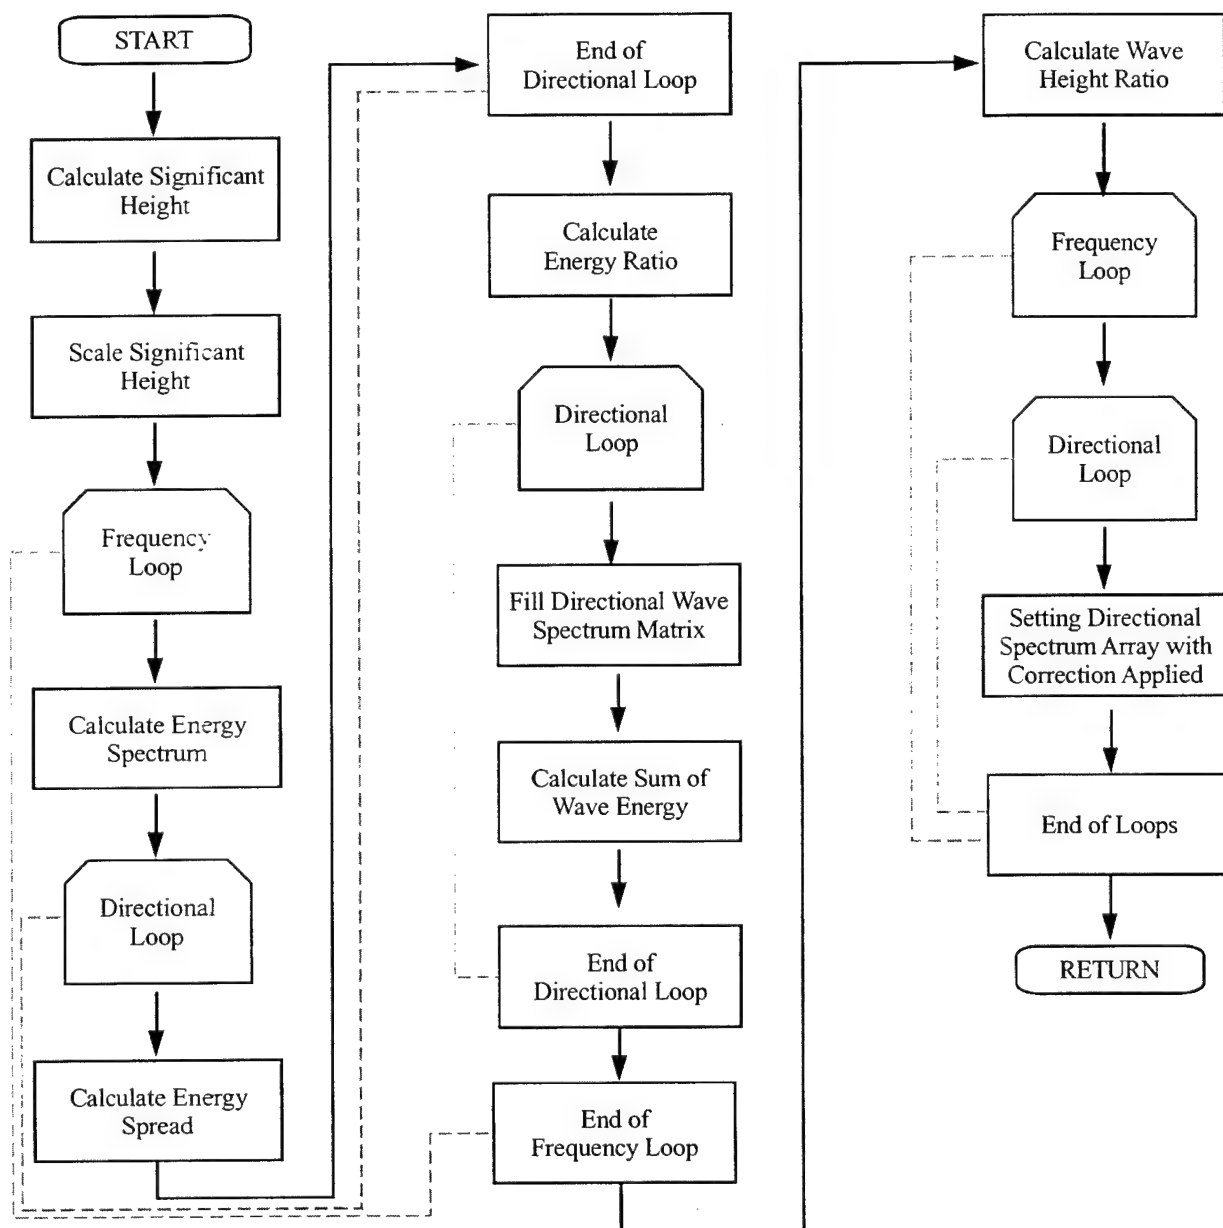 START
Calculate Significant
Height
Scale Significant
Height
Frequency
Loop
Calculate Energy
Spectrum
Directional
Loop
Calculate Energy
Spread
End of
Directional Loop
Calculate
Energy Ratio
Directional
Loop
Fill Directional Wave
Spectrum Matrix
Calculate Sum of
Wave Energy
End of
Directional Loop
End of
Frequency Loop
Calculate Wave
Height Ratio
Frequency
Loop
Directional
Loop
Setting Directional
Spectrum Array with
Correction Applied
End of Loops
RETURN